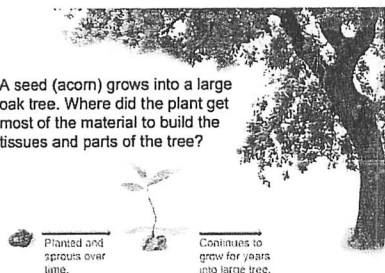 A seed (acorn) grows into a large
oak tree. Where did the plant get
most of the material to build the
tissues and parts of the tree?
Planted and
sprouts over
time.
Continues to
grow for years
into large tree.